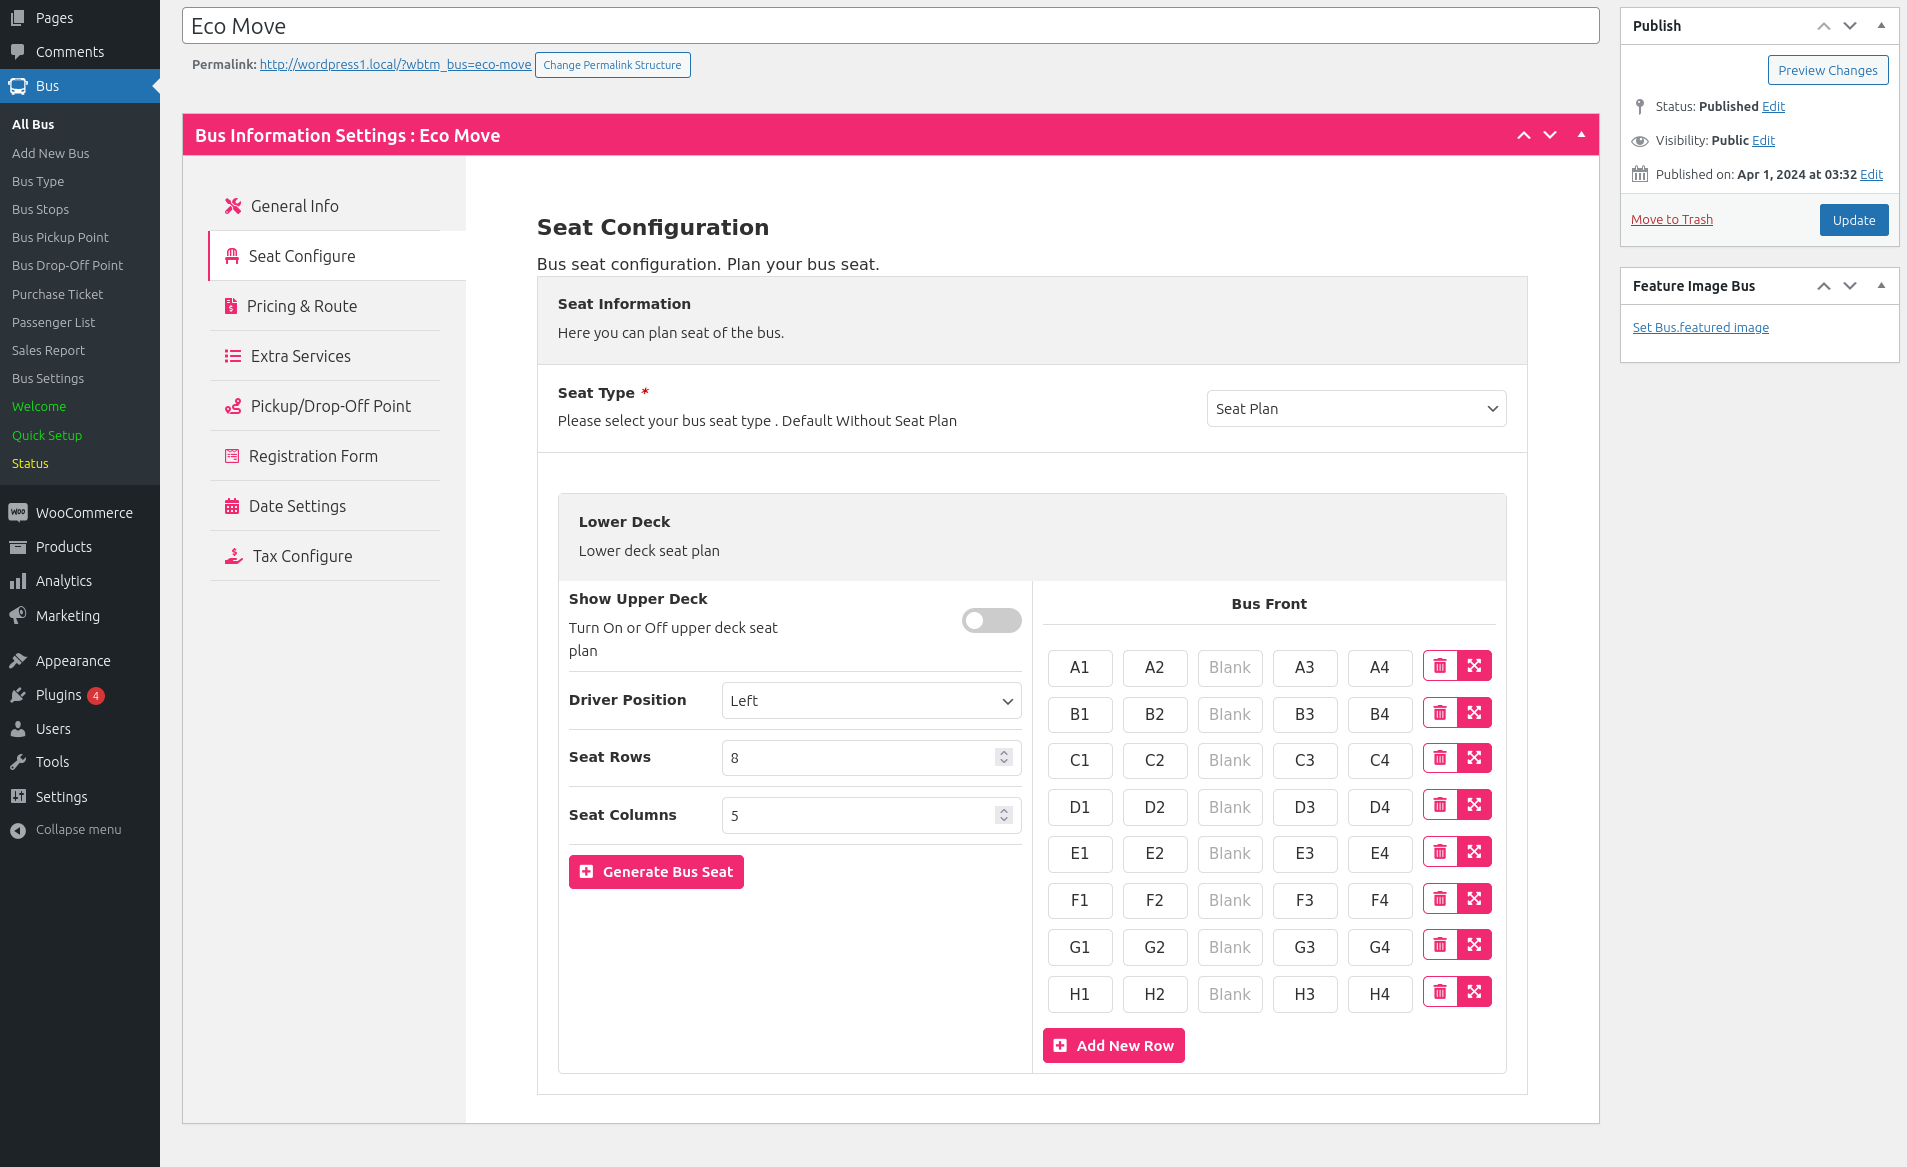 Pages
Comments
Bus
All Bus
Add New Bus
Bus Type
Bus Stops
Bus Pickup Point
Bus Drop-Off Point
Purchase Ticket
Passenger List
Sales Report
Bus Settings
Welcome
Quick Setup
Status
WooCommerce
Products
Analytics
Marketing
Appearance
Plugins 4
Users
Tools
Settings
Collapse menu
Eco Move
Permalink: http://wordpress1.local/?wbtm_bus=eco-move Change Permalink Structure
Bus Information Settings : Eco Move
General Info
Seat Configure
Pricing & Route
Extra Services
Pickup/Drop-Off Point
Registration Form
Date Settings
Tax Configure
Seat Configuration
Bus seat configuration. Plan your bus seat.
Seat Information
Here you can plan seat of the bus.
Seat Type *
Please select your bus seat type . Default Without Seat Plan
Seat Plan
Lower Deck
Lower deck seat plan
Show Upper Deck
Turn On or Off upper deck seat
plan
Driver Position Left
Seat Rows 8
Seat Columns 5
Generate Bus Seat
Bus Front
A1 A2 Blank A3 A4
B1 B2 Blank B3 B4
C1 C2 Blank C3 C4
D1 D2 Blank D3 D4
E1 E2 Blank E3 E4
F1 F2 Blank F3 F4
G1 G2 Blank G3 G4
H1 H2 Blank H3 H4
Add New Row
Publish
Preview Changes
Status: Published Edit
Visibility: Public Edit
Published on: Apr 1, 2024 at 03:32 Edit
Move to Trash
Update
Feature Image Bus
Set Bus.featured image